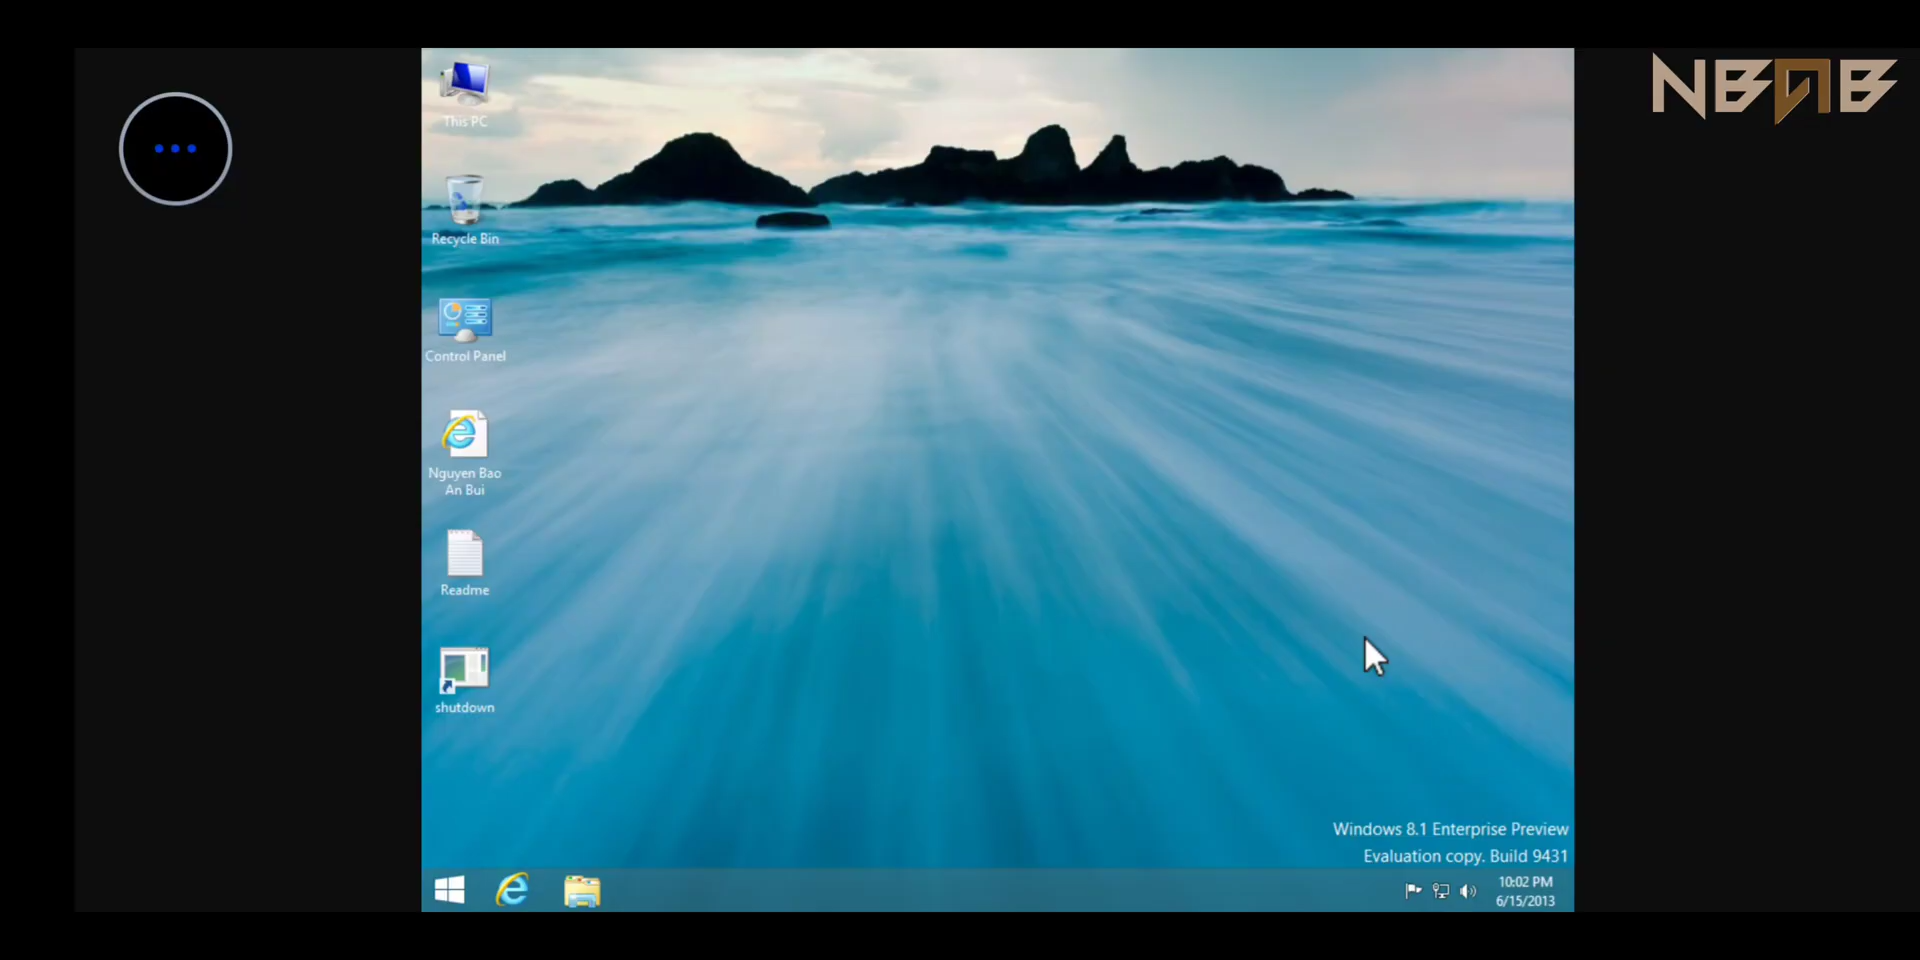 NBAB
This PC
Recycle Bin
Control Panel
Nguyen Bao
An Bui
Readme
shutdown
Windows 8.1 Enterprise Preview
Evaluation copy. Build 9431
10:02 PM
6/15/2013